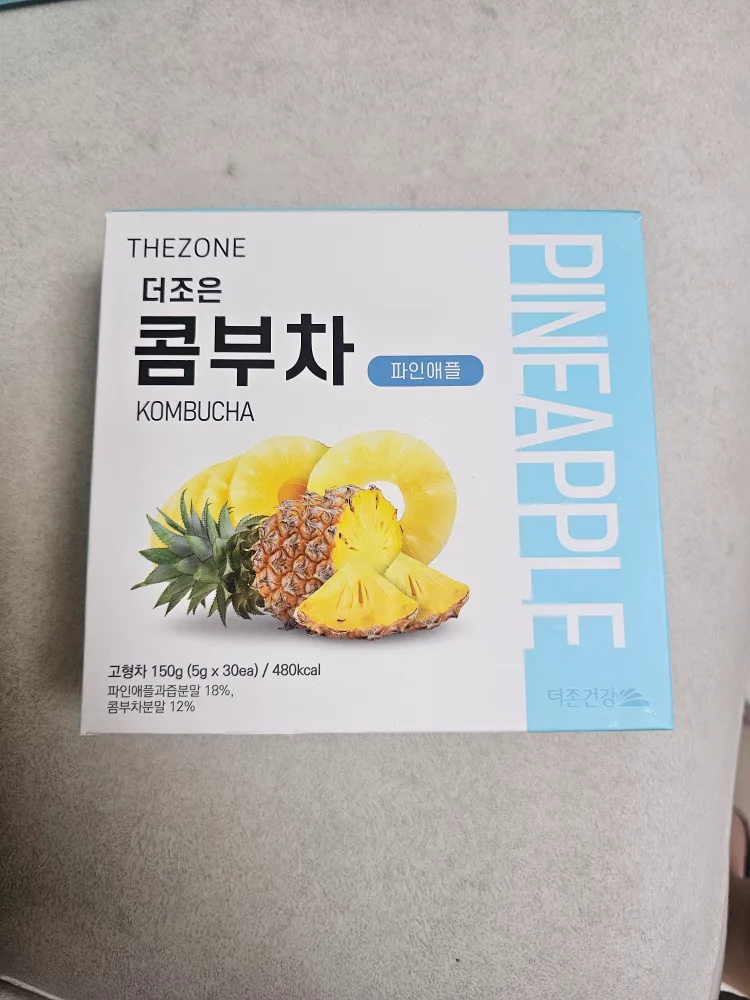 THEZONE
더조은
콤부차
파인애플
KOMBUCHA
PINEAPPLE
고형차 150g (5g x 30ea) / 480kcal
파인애플과즙분말 18%,
콤부차분말 12%
더존건강